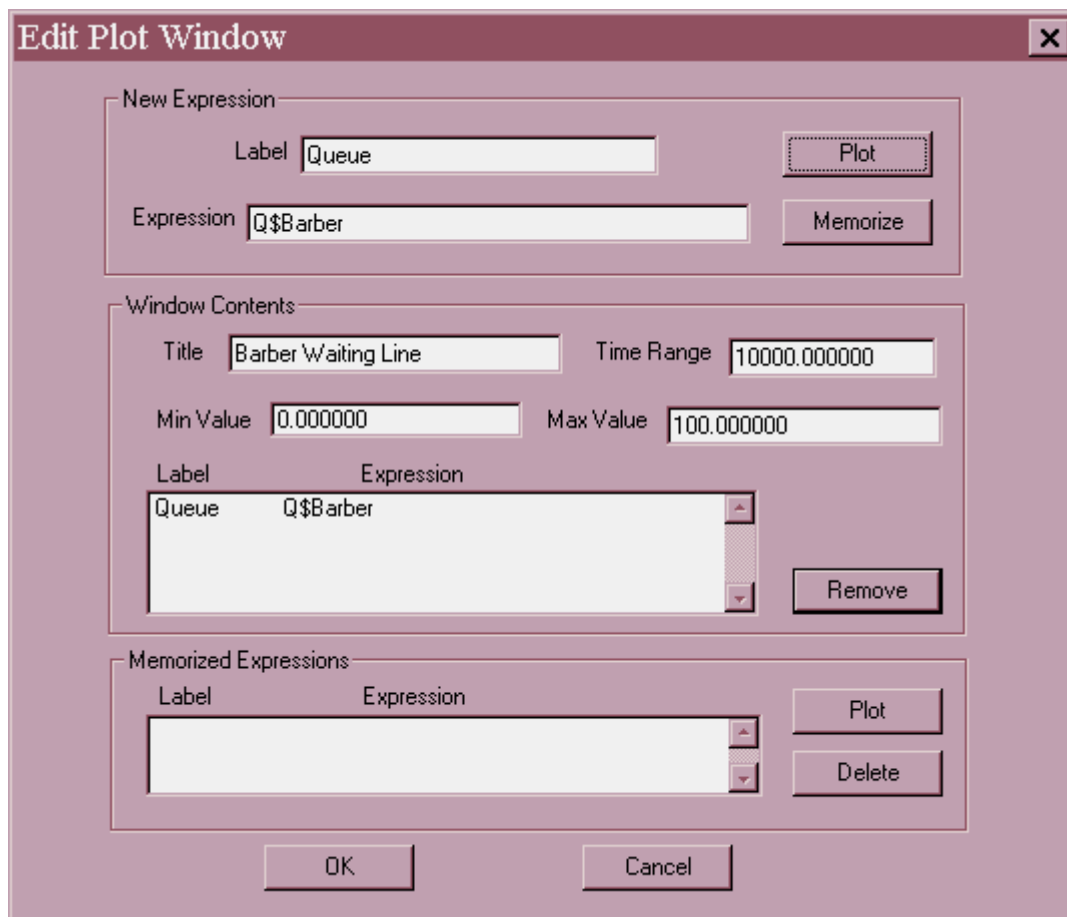 Edit Plot Window
New Expression
Label Queue Plot
Expression Q$Barber Memorize
Window Contents
Title Barber Waiting Line Time Range 10000.000000
Min Value 0.000000 Max Value 100.000000
Label Expression
Queue Q$Barber
Remove
Memorized Expressions
Label Expression
Plot
Delete
OK Cancel